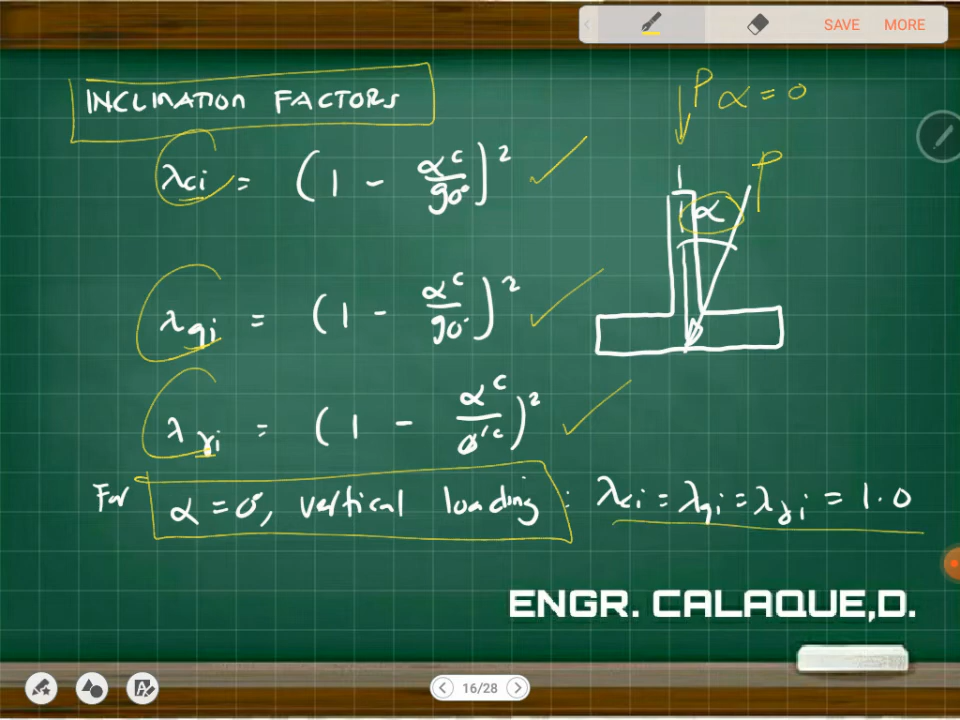 SAVE MORE
INCLINATION FACTORS
P α = 0
λci = (1 - α°/90°)²
P
α
λqi = (1 - α°/90°)²
λγi = (1 - α°/ø'°)²
For α = 0°, vertical loading : λci = λqi = λγi = 1.0
ENGR. CALAQUE,D.
16/28